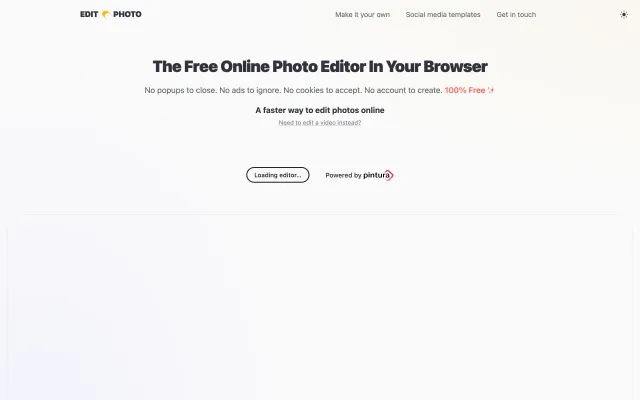 EDIT PHOTO
Make it your own
Social media templates
Get in touch
The Free Online Photo Editor In Your Browser
No popups to close. No ads to ignore. No cookies to accept. No account to create. 100% Free
A faster way to edit photos online
Need to edit a video instead?
Loading editor...
Powered by pintura